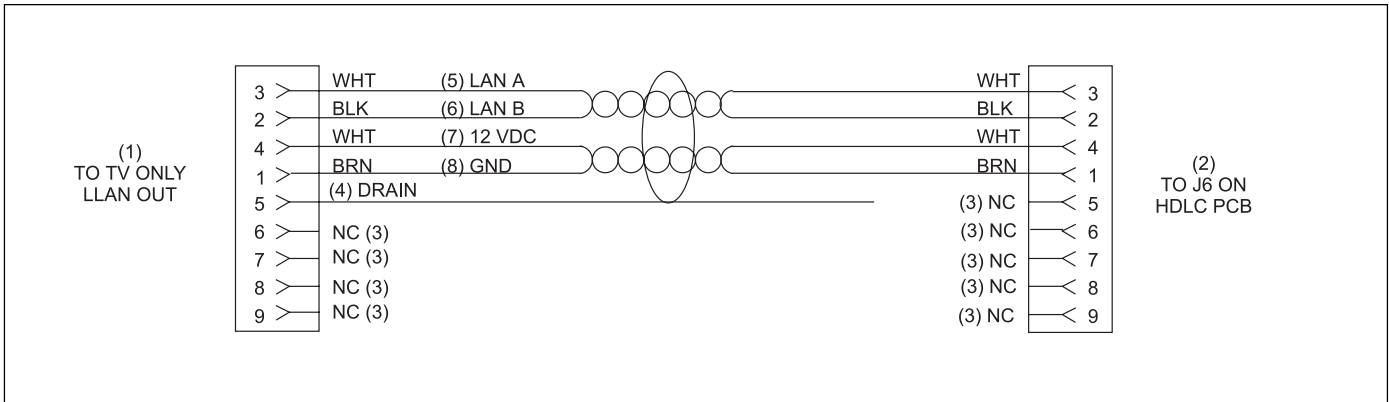 WHT (5) LAN A WHT
3 3
BLK (6) LAN B BLK
2 2
WHT (7) 12 VDC WHT
4 4
BRN (8) GND BRN
1 1
(4) DRAIN
5 (3) NC 5
6 NC (3) (3) NC 6
7 NC (3) (3) NC 7
8 NC (3) (3) NC 8
9 NC (3) (3) NC 9
(1)
TO TV ONLY
LLAN OUT
(2)
TO J6 ON
HDLC PCB